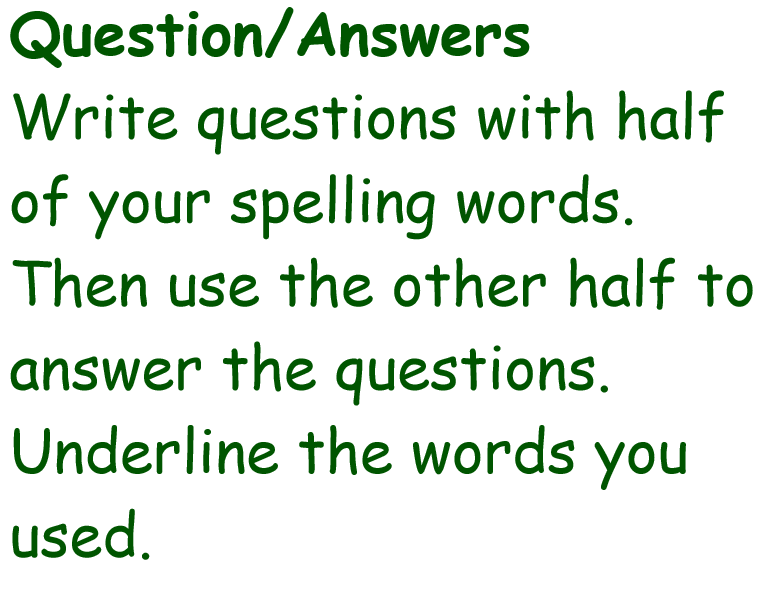 Question/Answers
Write questions with half
of your spelling words.
Then use the other half to
answer the questions.
Underline the words you
used.